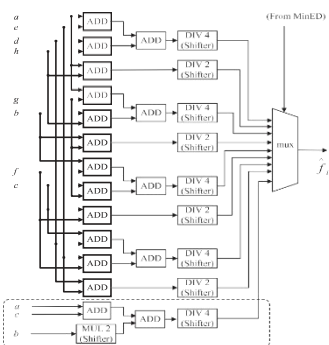 a
e
ADD
(From MinED)
d
h
ADD
ADD
DIV 4
(Shifter)
ADD
DIV 2
(Shifter)
g
b
ADD
ADD
ADD
DIV 4
(Shifter)
ADD
DIV 2
(Shifter)
mux
f
ADD
ADD
ADD
DIV 4
(Shifter)
ADD
DIV 2
(Shifter)
ADD
ADD
ADD
DIV 4
(Shifter)
ADD
DIV 2
(Shifter)
a
ADD
b
MUL 2
(Shifter)
ADD
DIV 4
(Shifter)